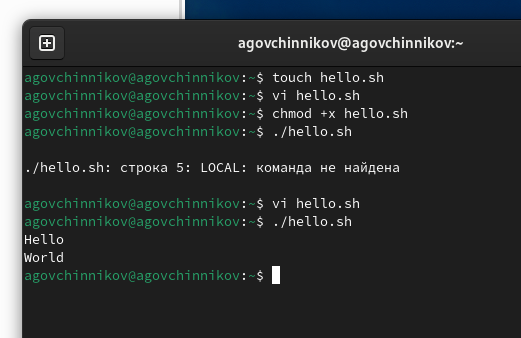 agovchinnikov@agovchinnikov:~
agovchinnikov@agovchinnikov:~$ touch hello.sh
agovchinnikov@agovchinnikov:~$ vi hello.sh
agovchinnikov@agovchinnikov:~$ chmod +x hello.sh
agovchinnikov@agovchinnikov:~$ ./hello.sh
./hello.sh: строка 5: LOCAL: команда не найдена
agovchinnikov@agovchinnikov:~$ vi hello.sh
agovchinnikov@agovchinnikov:~$ ./hello.sh
Hello
World
agovchinnikov@agovchinnikov:~$